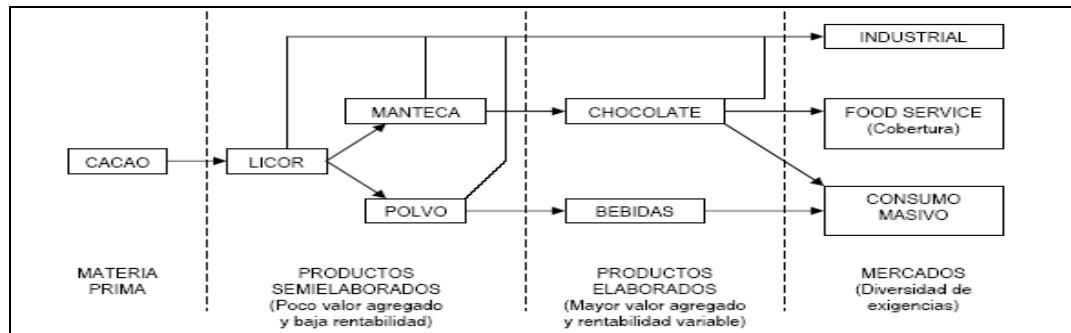 INDUSTRIAL
MANTECA
CHOCOLATE
FOOD SERVICE
(Cobertura)
CACAO
LICOR
POLVO
BEBIDAS
CONSUMO
MASIVO
MATERIA
PRIMA
PRODUCTOS
SEMIELABORADOS
(Poco valor agregado
y baja rentabilidad)
PRODUCTOS
ELABORADOS
(Mayor valor agregado
y rentabilidad variable)
MERCADOS
(Diversidad de
exigencias)